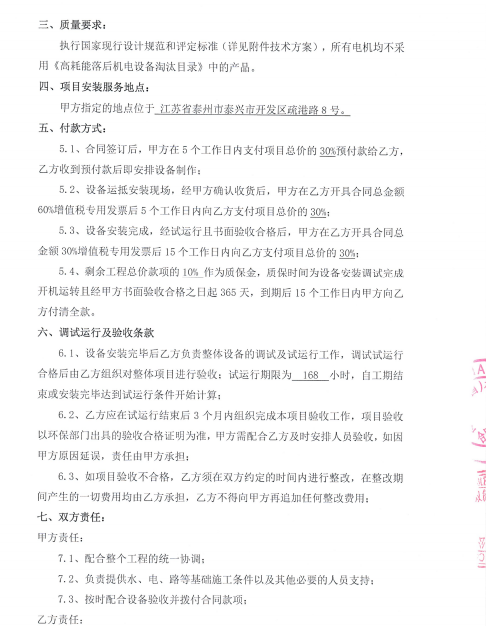 三、质量要求：
执行国家现行设计规范和评定标准（详见附件技术方案），所有电机均不采
用《高耗能落后机电设备淘汰目录》中的产品。
四、项目安装服务地点：
甲方指定的地点位于 江苏省泰州市泰兴市开发区疏港路 8 号。
五、付款方式：
5.1、合同签订后，甲方在 5 个工作日内支付项目总价的 30%预付款给乙方，
乙方收到预付款后即安排设备制作；
5.2、设备运抵安装现场，经甲方确认收货后，甲方在乙方开具合同总金额
60%增值税专用发票后 5 个工作日内向乙方支付项目总价的 30%；
5.3、设备安装完成，经试运行且书面验收合格后，甲方在乙方开具合同总
金额 30%增值税专用发票后 15 个工作日内向乙方支付项目总价的 30%；
5.4、剩余工程总价款项的 10% 作为质保金，质保时间为设备安装调试完成
开机运转且经甲方书面验收合格之日起 365 天，到期后 15 个工作日内甲方向乙
方付清全款。
六、调试运行及验收条款
6.1、设备安装完毕后乙方负责整体设备的调试及试运行工作，调试试运行
合格后由乙方组织对整体项目进行验收；试运行期限为 168 小时，自工期结
束或安装完毕达到试运行条件开始计算；
6.2、乙方应在试运行结束后 3 个月内组织完成本项目验收工作，项目验收
以环保部门出具的验收合格证明为准，甲方需配合乙方及时安排人员验收，如因
甲方原因延误，责任由甲方承担；
6.3、如项目验收不合格，乙方须在双方约定的时间内进行整改，在整改期
间产生的一切费用均由乙方承担，乙方不得向甲方再追加任何整改费用；
七、双方责任：
甲方责任：
7.1、配合整个工程的统一协调；
7.2、负责提供水、电、路等基础施工条件以及其他必要的人员支持；
7.3、按时配合设备验收并拨付合同款项；
乙方责任：